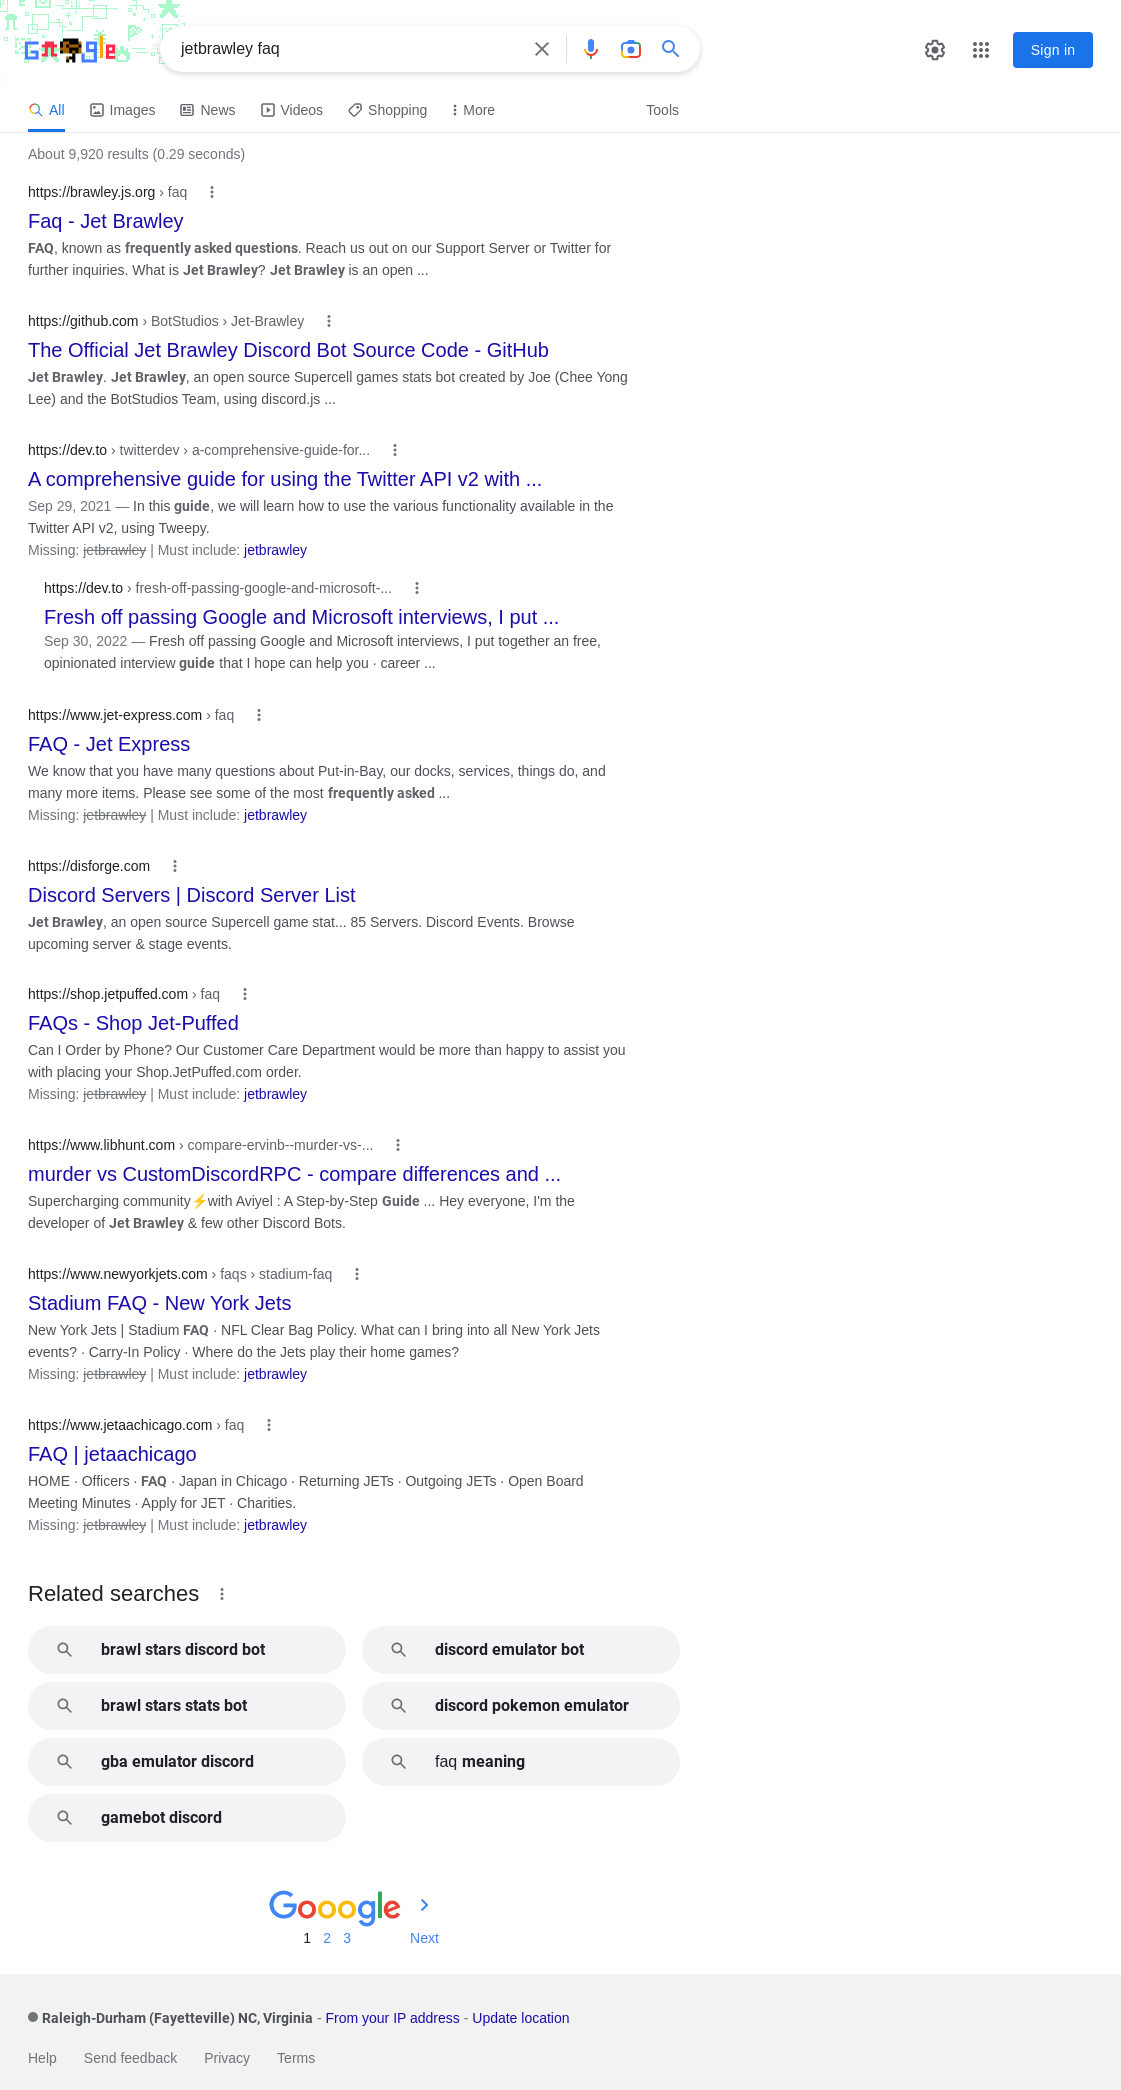 Google
jetbrawley faq
Sign in
All Images News Videos Shopping More Tools
About 9,920 results (0.29 seconds)
https://brawley.js.org › faq
Faq - Jet Brawley
FAQ, known as frequently asked questions. Reach us out on our Support Server or Twitter for
further inquiries. What is Jet Brawley? Jet Brawley is an open ...
https://github.com › BotStudios › Jet-Brawley
The Official Jet Brawley Discord Bot Source Code - GitHub
Jet Brawley. Jet Brawley, an open source Supercell games stats bot created by Joe (Chee Yong
Lee) and the BotStudios Team, using discord.js ...
https://dev.to › twitterdev › a-comprehensive-guide-for...
A comprehensive guide for using the Twitter API v2 with ...
Sep 29, 2021 — In this guide, we will learn how to use the various functionality available in the
Twitter API v2, using Tweepy.
Missing: jetbrawley | Must include: jetbrawley
https://dev.to › fresh-off-passing-google-and-microsoft-...
Fresh off passing Google and Microsoft interviews, I put ...
Sep 30, 2022 — Fresh off passing Google and Microsoft interviews, I put together an free,
opinionated interview guide that I hope can help you · career ...
https://www.jet-express.com › faq
FAQ - Jet Express
We know that you have many questions about Put-in-Bay, our docks, services, things do, and
many more items. Please see some of the most frequently asked ...
Missing: jetbrawley | Must include: jetbrawley
https://disforge.com
Discord Servers | Discord Server List
Jet Brawley, an open source Supercell game stat... 85 Servers. Discord Events. Browse
upcoming server & stage events.
https://shop.jetpuffed.com › faq
FAQs - Shop Jet-Puffed
Can I Order by Phone? Our Customer Care Department would be more than happy to assist you
with placing your Shop.JetPuffed.com order.
Missing: jetbrawley | Must include: jetbrawley
https://www.libhunt.com › compare-ervinb--murder-vs-...
murder vs CustomDiscordRPC - compare differences and ...
Supercharging community⚡with Aviyel : A Step-by-Step Guide ... Hey everyone, I'm the
developer of Jet Brawley & few other Discord Bots.
https://www.newyorkjets.com › faqs › stadium-faq
Stadium FAQ - New York Jets
New York Jets | Stadium FAQ · NFL Clear Bag Policy. What can I bring into all New York Jets
events? · Carry-In Policy · Where do the Jets play their home games?
Missing: jetbrawley | Must include: jetbrawley
https://www.jetaachicago.com › faq
FAQ | jetaachicago
HOME · Officers · FAQ · Japan in Chicago · Returning JETs · Outgoing JETs · Open Board
Meeting Minutes · Apply for JET · Charities.
Missing: jetbrawley | Must include: jetbrawley
Related searches
brawl stars discord bot
discord emulator bot
brawl stars stats bot
discord pokemon emulator
gba emulator discord
faq meaning
gamebot discord
Gooogle
1 2 3 Next
Raleigh-Durham (Fayetteville) NC, Virginia - From your IP address - Update location
Help Send feedback Privacy Terms